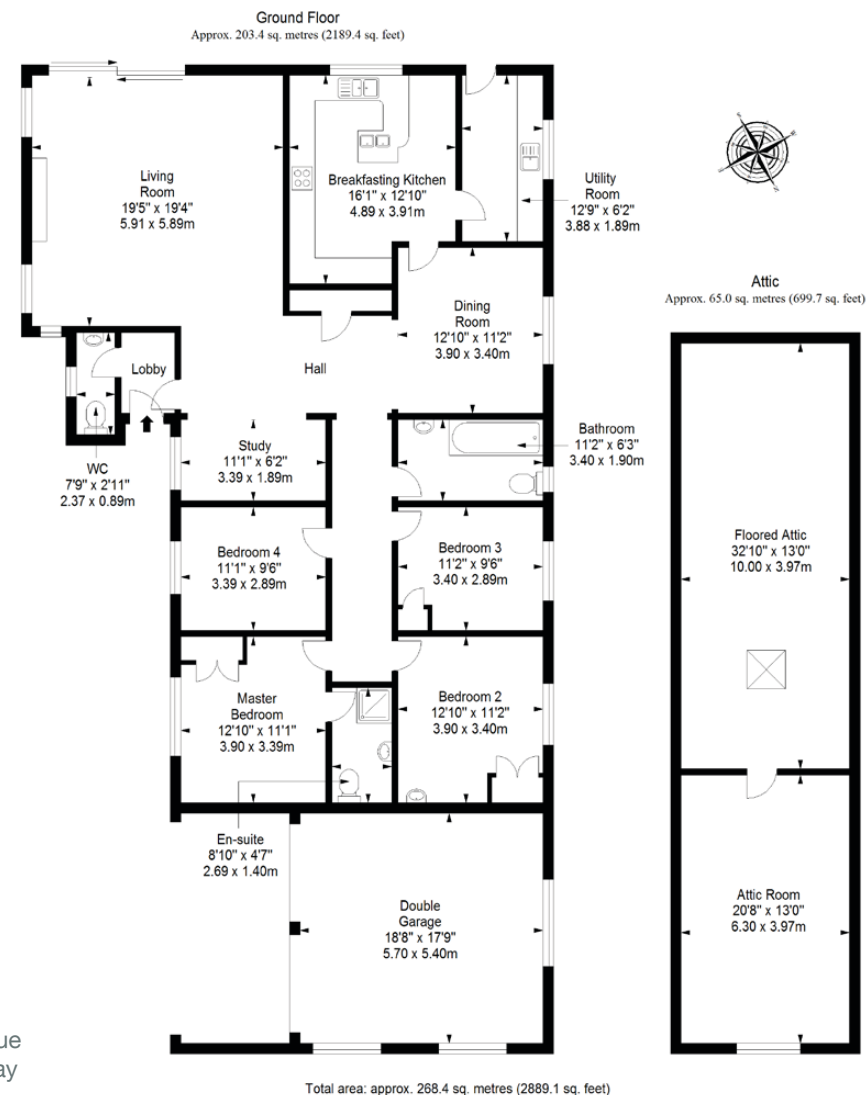 Ground Floor
Approx. 203.4 sq. metres (2189.4 sq. feet)
Living
Room
19'5" x 19'4"
5.91 x 5.89m
Breakfasting Kitchen
16'1" x 12'10"
4.89 x 3.91m
Utility
Room
12'9" x 6'2"
3.88 x 1.89m
Dining
Room
12'10" x 11'2"
3.90 x 3.40m
Lobby
Hall
WC
7'9" x 2'11"
2.37 x 0.89m
Study
11'1" x 6'2"
3.39 x 1.89m
Bathroom
11'2" x 6'3"
3.40 x 1.90m
Bedroom 4
11'1" x 9'6"
3.39 x 2.89m
Bedroom 3
11'2" x 9'6"
3.40 x 2.89m
Master
Bedroom
12'10" x 11'1"
3.90 x 3.39m
Bedroom 2
12'10" x 11'2"
3.90 x 3.40m
En-suite
8'10" x 4'7"
2.69 x 1.40m
Double
Garage
18'8" x 17'9"
5.70 x 5.40m
Attic
Approx. 65.0 sq. metres (699.7 sq. feet)
Floored Attic
32'10" x 13'0"
10.00 x 3.97m
Attic Room
20'8" x 13'0"
6.30 x 3.97m
ue
ay
Total area: approx. 268.4 sq. metres (2889.1 sq. feet)